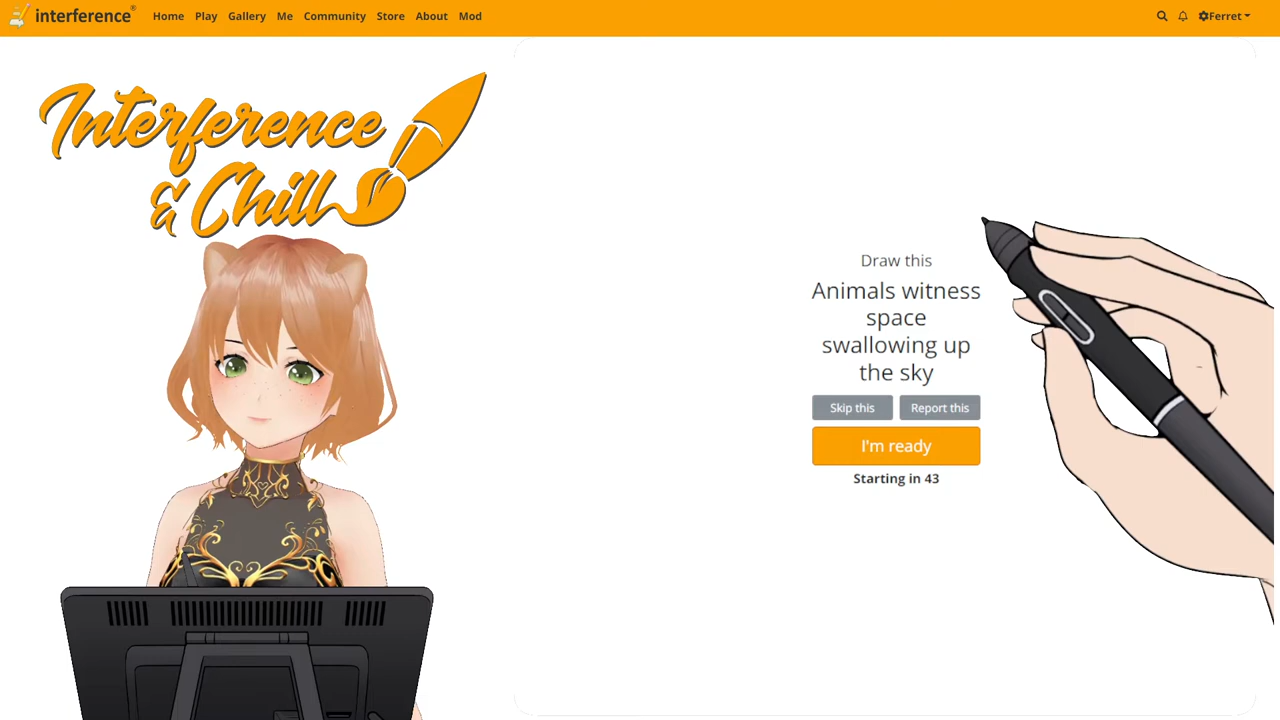 interference®
Home Play Gallery Me Community Store About Mod
Ferret
Interference
& Chill
Draw this
Animals witness
space
swallowing up
the sky
Skip this Report this
I'm ready
Starting in 43